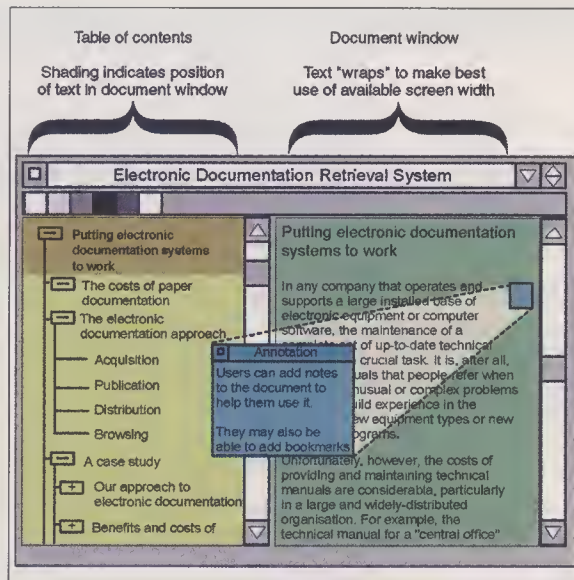 Table of contents
Shading indicates position
of text in document window
Document window
Text "wraps" to make best
use of available screen width
Electronic Documentation Retrieval System
Putting electronic
documentation systems
to work
The costs of paper
documentation
The electronic
documentation approach
Acquisition
Publication
Distribution
Browsing
A case study
Our approach to
electronic documentation
Benefits and costs of
Putting electronic documentation
systems to work
In any company that operates and
supports a large installed base of
electronic equipment or computer
software, the maintenance of a
set of up-to-date technical
crucial task. It is, after all,
that people refer when
or complex problems
experience in the
equipment types or new
Unfortunately, however, the costs of
providing and maintaining technical
manuals are considerable, particularly
in a large and widely-distributed
organisation. For example, the
technical manual for a "central office"
Annotation
Users can add notes
to the document to
help them use it.
They may also be
able to add bookmarks